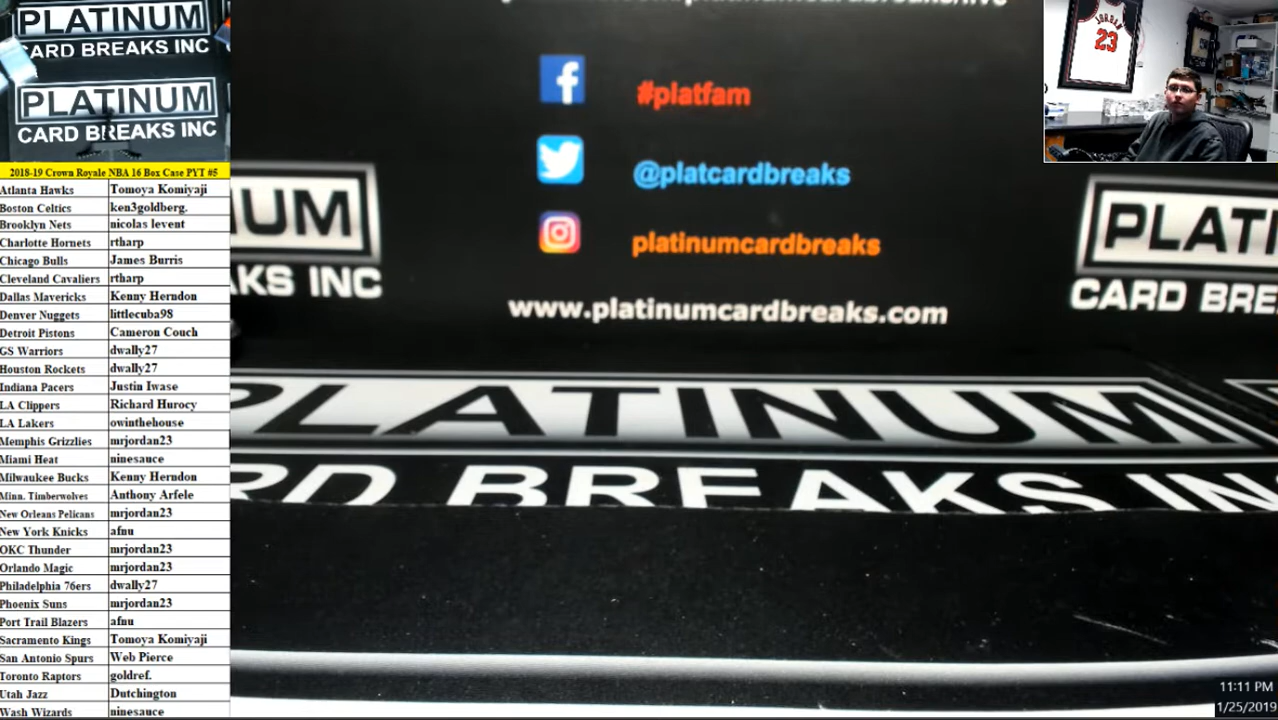 PLATINUM
CARD BREAKS INC
PLATINUM
CARD BREAKS INC
2018-19 Crown Royale NBA 16 Box Case PYT #5
Atlanta Hawks Tomoya Komiyaji
Boston Celtics ken3goldberg.
Brooklyn Nets nicolas levent
Charlotte Hornets rtharp
Chicago Bulls James Burris
Cleveland Cavaliers rtharp
Dallas Mavericks Kenny Herndon
Denver Nuggets littlecuba98
Detroit Pistons Cameron Couch
GS Warriors dwally27
Houston Rockets dwally27
Indiana Pacers Justin Iwase
LA Clippers Richard Hurocy
LA Lakers owinthehouse
Memphis Grizzlies mrjordan23
Miami Heat ninesauce
Milwaukee Bucks Kenny Herndon
Minn. Timberwolves Anthony Arfele
New Orleans Pelicans mrjordan23
New York Knicks afnu
OKC Thunder mrjordan23
Orlando Magic mrjordan23
Philadelphia 76ers dwally27
Phoenix Suns mrjordan23
Port Trail Blazers afnu
Sacramento Kings Tomoya Komiyaji
San Antonio Spurs Web Pierce
Toronto Raptors goldref.
Utah Jazz Dutchington
Wash Wizards ninesauce
#platfam
@platcardbreaks
platinumcardbreaks
www.platinumcardbreaks.com
NUM
KS INC
PLATI
CARD BRE
PLATINUM
RD BREAKS IN
JORDAN
23
11:11 PM
1/25/2019